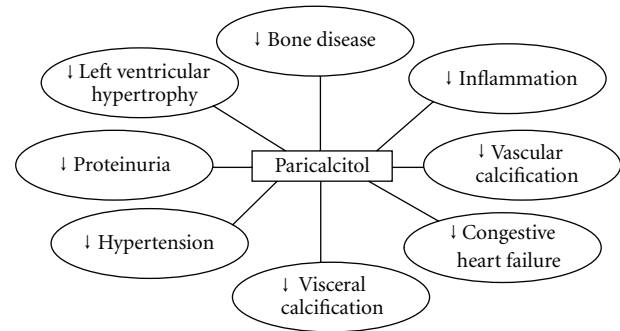 ↓ Bone disease
↓ Left ventricular
hypertrophy
↓ Inflammation
↓ Proteinuria
Paricalcitol
↓ Vascular
calcification
↓ Hypertension
↓ Congestive
heart failure
↓ Visceral
calcification